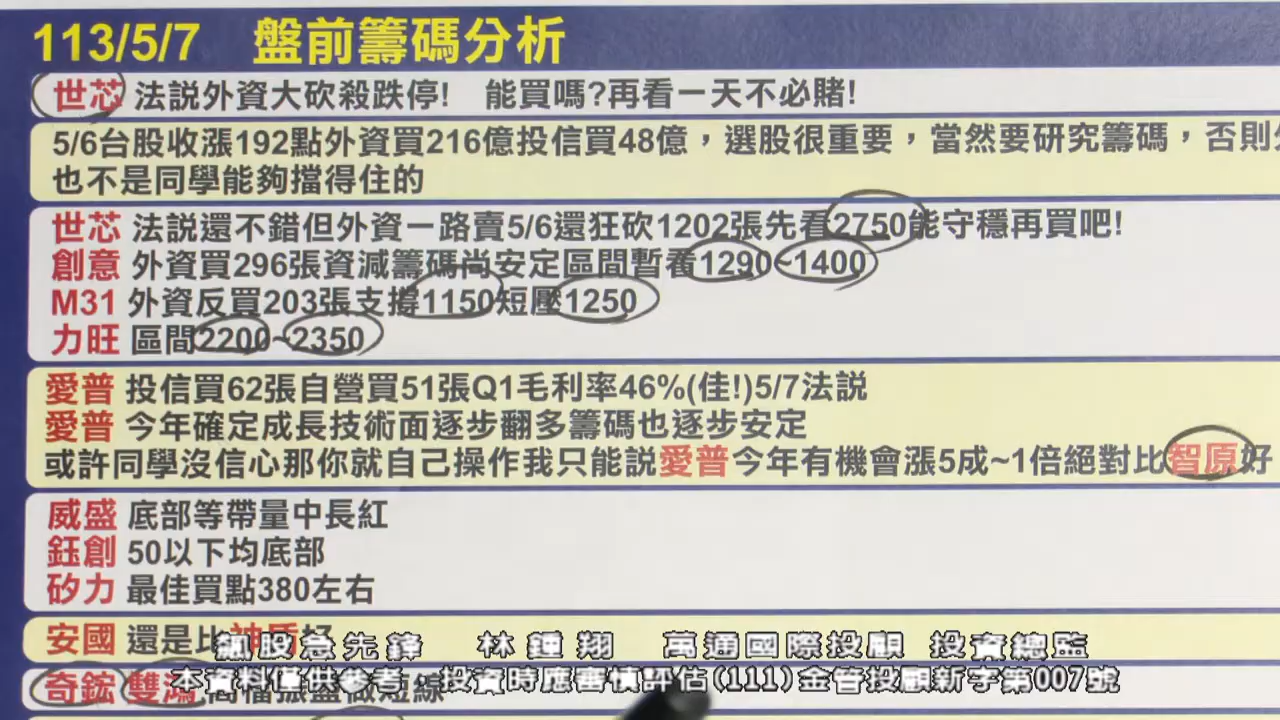 113/5/7 盤前籌碼分析
世芯 法說外資大砍殺跌停! 能買嗎?再看一天不必賭!
5/6台股收漲192點外資買216億投信買48億，選股很重要，當然要研究籌碼，否則
也不是同學能夠擋得住的
世芯 法說還不錯但外資一路賣5/6還狂砍1202張先看2750能守穩再買吧!
創意 外資買296張資減籌碼尚安定區間暫看1290~1400
M31 外資反買203張支撐1150短壓1250
力旺 區間2200~2350
愛普 投信買62張自營買51張Q1毛利率46%(佳!)5/7法說
愛普 今年確定成長技術面逐步翻多籌碼也逐步安定
或許同學沒信心那你就自己操作我只能說愛普今年有機會漲5成~1倍絕對比智原好
威盛 底部等帶量中長紅
鈺創 50以下均底部
矽力 最佳買點380左右
安國 還是比神盾好
飆股急先鋒 林鍾翔 萬通國際投顧 投資總監
奇鋐 雙鴻 高檔振盪做短線
本資料僅供參考 投資時應審慎評估(111)金管投顧新字第007號